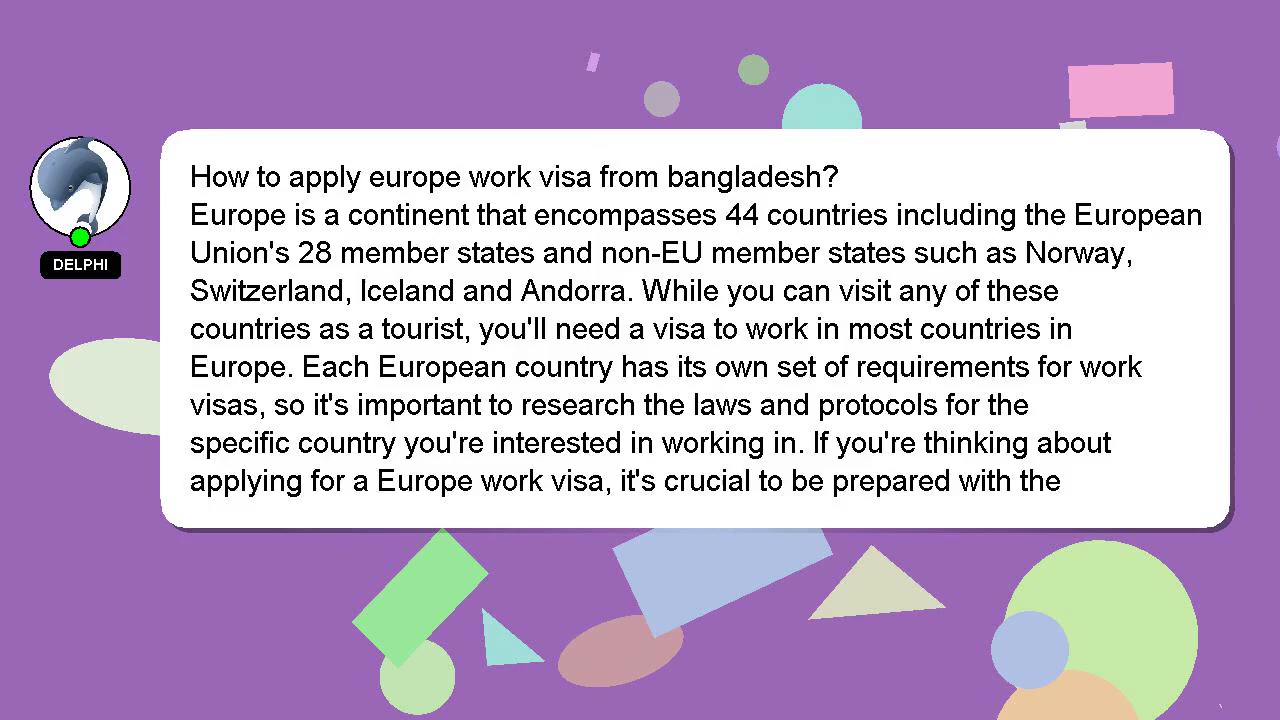 How to apply europe work visa from bangladesh?
Europe is a continent that encompasses 44 countries including the European
Union's 28 member states and non-EU member states such as Norway,
Switzerland, Iceland and Andorra. While you can visit any of these
countries as a tourist, you'll need a visa to work in most countries in
Europe. Each European country has its own set of requirements for work
visas, so it's important to research the laws and protocols for the
specific country you're interested in working in. If you're thinking about
applying for a Europe work visa, it's crucial to be prepared with the
DELPHI